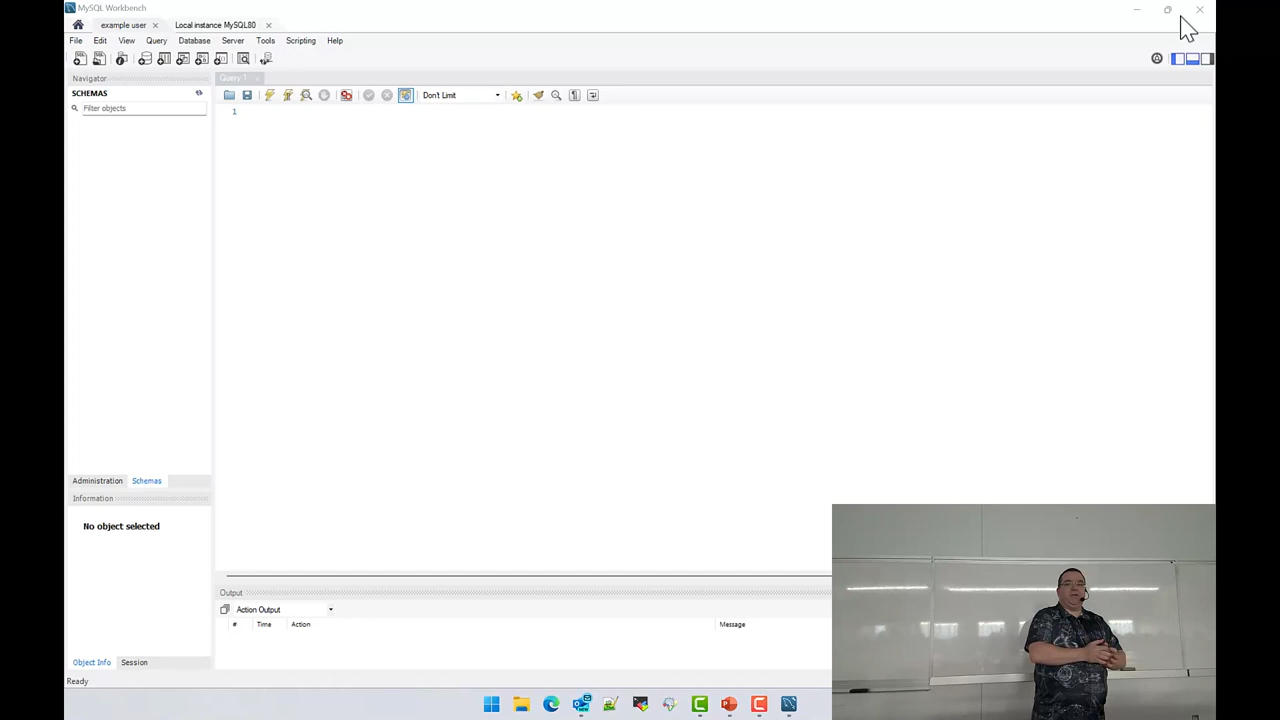 MySQL Workbench
example user
Local instance MySQL80
File Edit View Query Database Server Tools Scripting Help
Navigator
SCHEMAS
Filter objects
Administration Schemas
Information
No object selected
Object Info Session
Ready
Query 1
Don't Limit
1
Output
Action Output
# Time Action Message